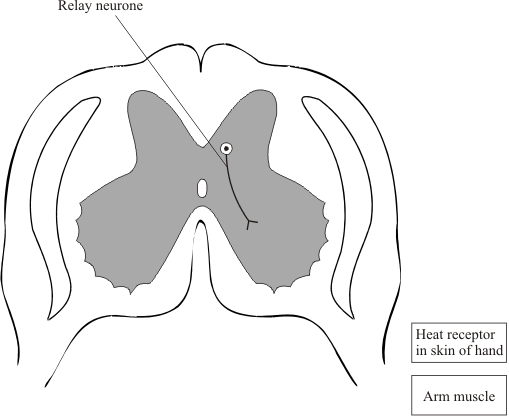 Relay neurone
Heat receptor
in skin of hand
Arm muscle